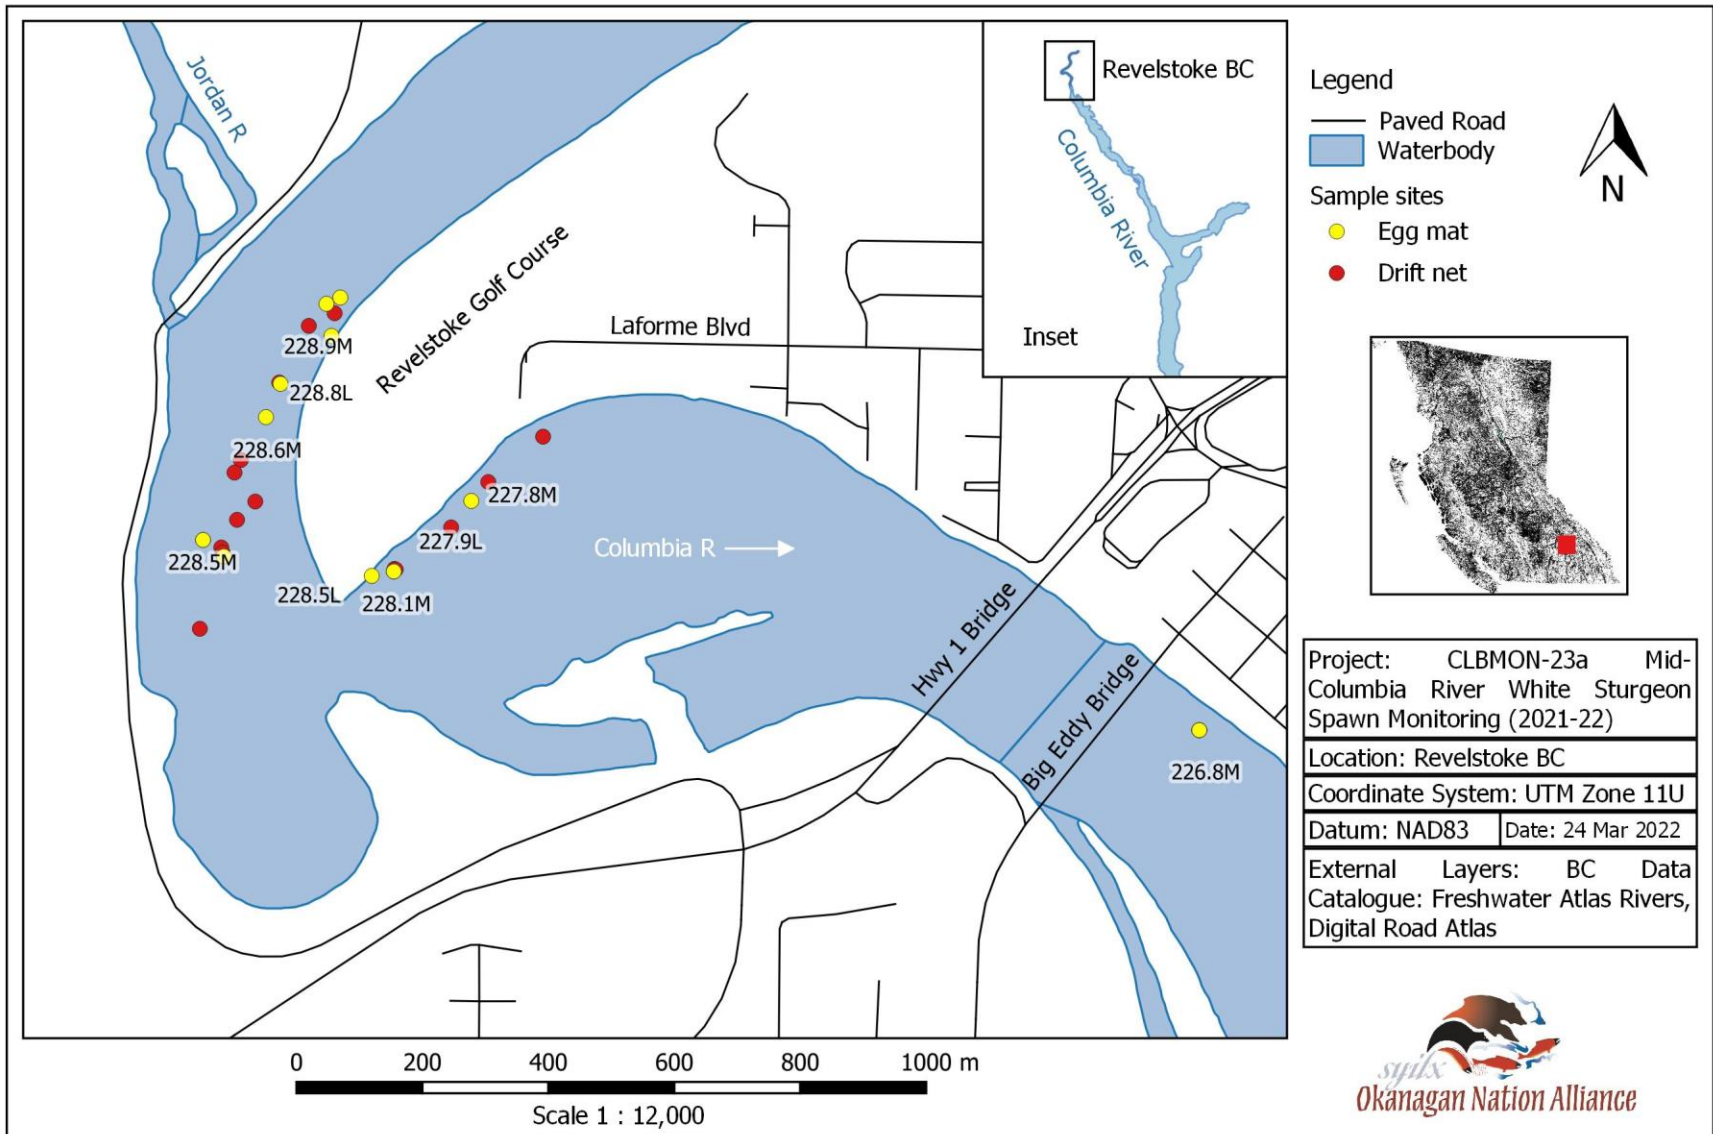 Jordan R
Revelstoke Golf Course
Laforme Blvd
228.9M
228.8L
228.6M
228.5M
228.5L
228.1M
227.9L
227.8M
Columbia R
Hwy 1 Bridge
Big Eddy Bridge
226.8M
Revelstoke BC
Columbia River
Inset
Legend
Paved Road
Waterbody
N
Sample sites
Egg mat
Drift net
Project: CLBMON-23a Mid-
Columbia River White Sturgeon
Spawn Monitoring (2021-22)
Location: Revelstoke BC
Coordinate System: UTM Zone 11U
Datum: NAD83 Date: 24 Mar 2022
External Layers: BC Data
Catalogue: Freshwater Atlas Rivers,
Digital Road Atlas
syilx
Okanagan Nation Alliance
0 200 400 600 800 1000 m
Scale 1 : 12,000